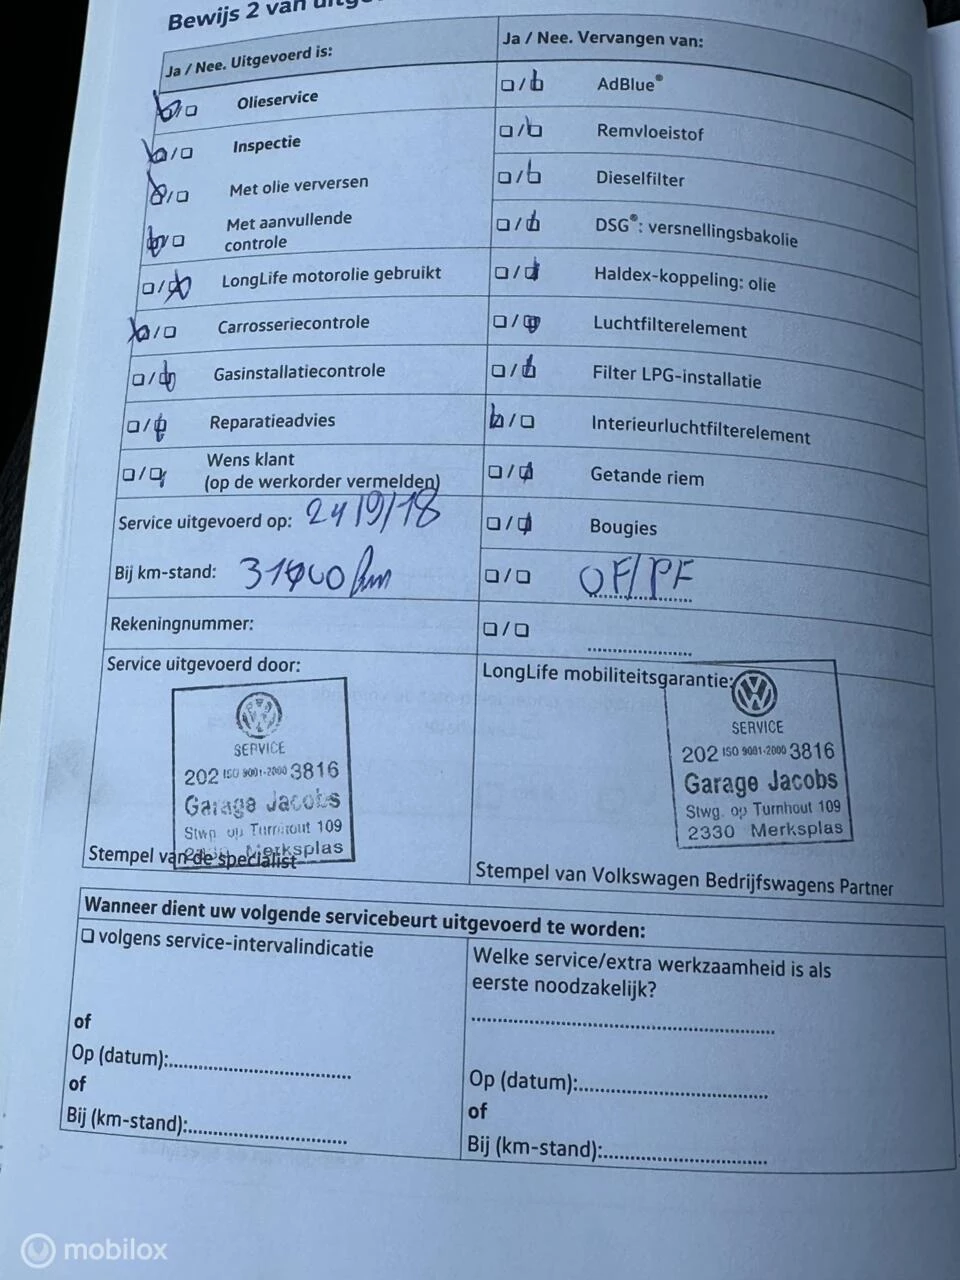 Bewijs 2 van
Ja / Nee. Uitgevoerd is:
Olieservice
Inspectie
Met olie verversen
Met aanvullende
controle
LongLife motorolie gebruikt
Carrosseriecontrole
Gasinstallatiecontrole
Reparatieadvies
Wens klant
(op de werkorder vermelden)
Service uitgevoerd op: 24/9/18
Bij km-stand: km
Rekeningnummer:
Service uitgevoerd door:
SERVICE
202 ISO 9001-2000 3816
Garage Jacobs
Stwg. op Turnhout 109
Merksplas
Stempel van de specialist
Ja / Nee. Vervangen van:
AdBlue®
Remvloeistof
Dieselfilter
DSG®: versnellingsbakolie
Haldex-koppeling: olie
Luchtfilterelement
Filter LPG-installatie
Interieurluchtfilterelement
Getande riem
Bougies
OF/PF
LongLife mobiliteitsgarantie:
SERVICE
202 ISO 9001-2000 3816
Garage Jacobs
Stwg. op Turnhout 109
2330 Merksplas
Stempel van Volkswagen Bedrijfswagens Partner
Wanneer dient uw volgende servicebeurt uitgevoerd te worden:
volgens service-intervalindicatie
of
Op (datum):
of
Bij (km-stand):
Welke service/extra werkzaamheid is als
eerste noodzakelijk?
Op (datum):
of
Bij (km-stand):
mobilox